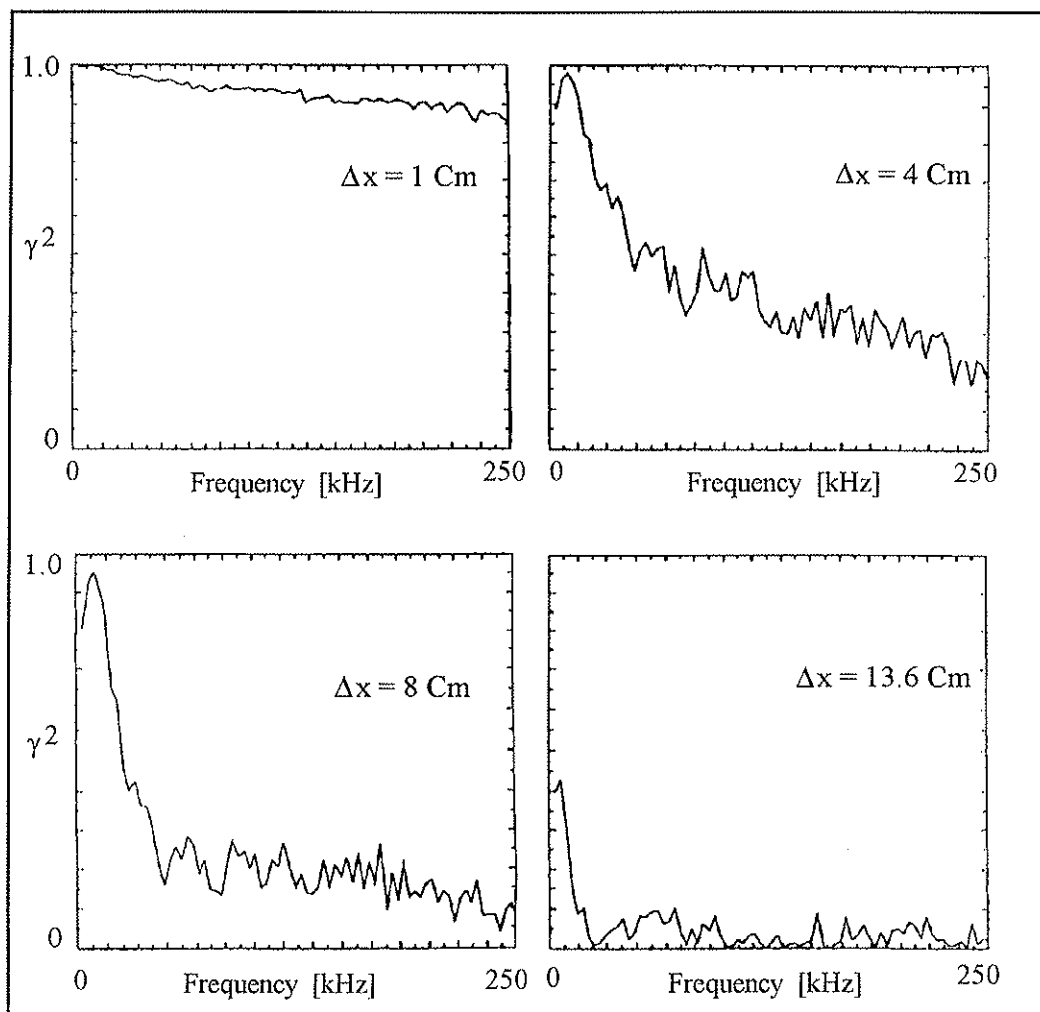 1.0
γ²
Δx = 1 Cm
0
0 250
Frequency [kHz]
Δx = 4 Cm
0 250
Frequency [kHz]
1.0
γ²
Δx = 8 Cm
0
0 250
Frequency [kHz]
Δx = 13.6 Cm
0 250
Frequency [kHz]